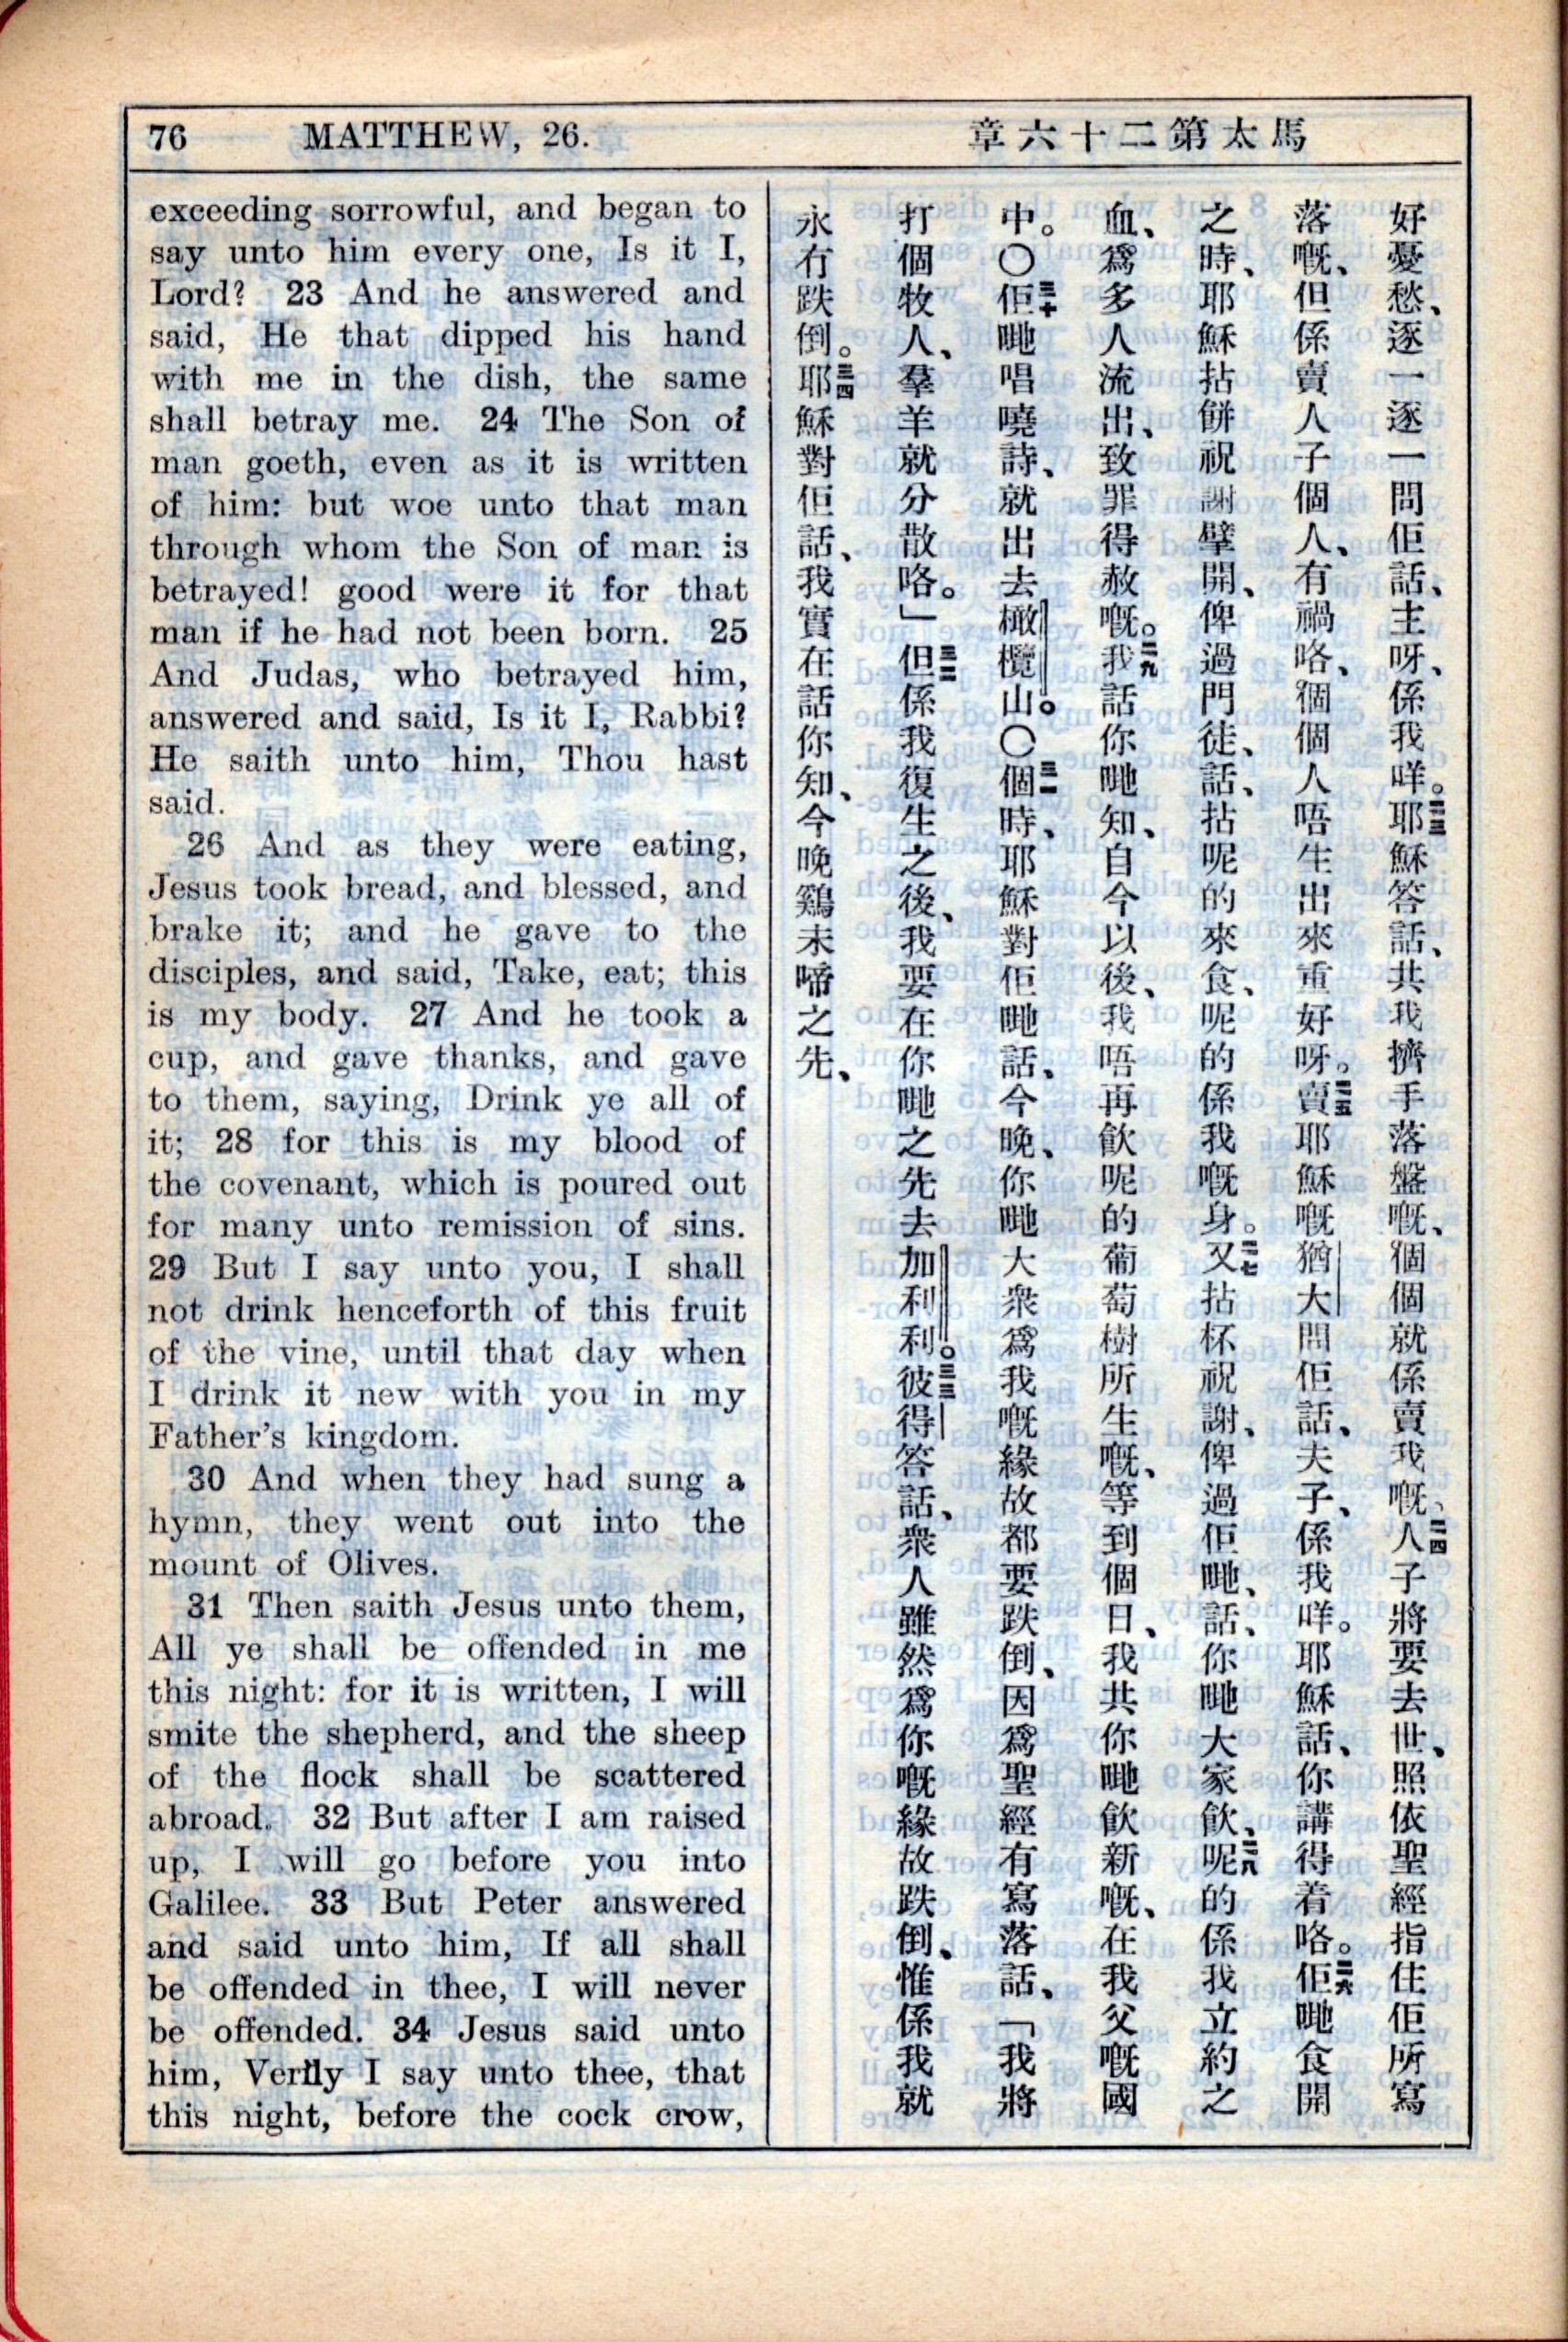 76 MATTHEW, 26.
章六十二第太馬
exceeding sorrowful, and began to
say unto him every one, Is it I,
Lord? 23 And he answered and
said, He that dipped his hand
with me in the dish, the same
shall betray me. 24 The Son of
man goeth, even as it is written
of him: but woe unto that man
through whom the Son of man is
betrayed! good were it for that
man if he had not been born. 25
And Judas, who betrayed him,
answered and said, Is it I, Rabbi?
He saith unto him, Thou hast
said.
26 And as they were eating,
Jesus took bread, and blessed, and
brake it; and he gave to the
disciples, and said, Take, eat; this
is my body. 27 And he took a
cup, and gave thanks, and gave
to them, saying, Drink ye all of
it; 28 for this is my blood of
the covenant, which is poured out
for many unto remission of sins.
29 But I say unto you, I shall
not drink henceforth of this fruit
of the vine, until that day when
I drink it new with you in my
Father's kingdom.
30 And when they had sung a
hymn, they went out into the
mount of Olives.
31 Then saith Jesus unto them,
All ye shall be offended in me
this night: for it is written, I will
smite the shepherd, and the sheep
of the flock shall be scattered
abroad. 32 But after I am raised
up, I will go before you into
Galilee. 33 But Peter answered
and said unto him, If all shall
be offended in thee, I will never
be offended. 34 Jesus said unto
him, Verily I say unto thee, that
this night, before the cock crow,
好憂愁、逐一逐一問佢話、主呀、係我咩。二三耶穌答話、共我擠手落盤嘅、個個就係賣我嘅、二四人子將要去世、照依聖經指住佢所寫
落嘅、但係賣人子個人、有禍咯、個個人唔生出來重好呀。二五賣耶穌嘅猶大問佢話、夫子、係我咩。耶穌話、你講得着咯。二六佢哋食開
之時、耶穌拈餅祝謝擘開、俾過門徒、話、拈呢的來食、呢的係我嘅身。二七又拈杯祝謝、俾過佢哋、話、你哋大家飲、二八呢的係我立約之
血、爲多人流出、致罪得赦嘅。二九我話你哋知、自今以後、我唔再飲呢的葡萄樹所生嘅、等到個日、我共你哋飲新嘅、在我父嘅國
中。〇三十佢哋唱嘵詩、就出去橄欖山。〇三一個時、耶穌對佢哋話、今晚、你哋大衆爲我嘅緣故都要跌倒、因爲聖經有寫落話、「我將
打個牧人、羣羊就分散咯。」三二但係我復生之後、我要在你哋之先去加利利。三三彼得答話、衆人雖然爲你嘅緣故跌倒、惟係我就
永冇跌倒。三四耶穌對佢話、我實在話你知、今晚鷄未啼之先、